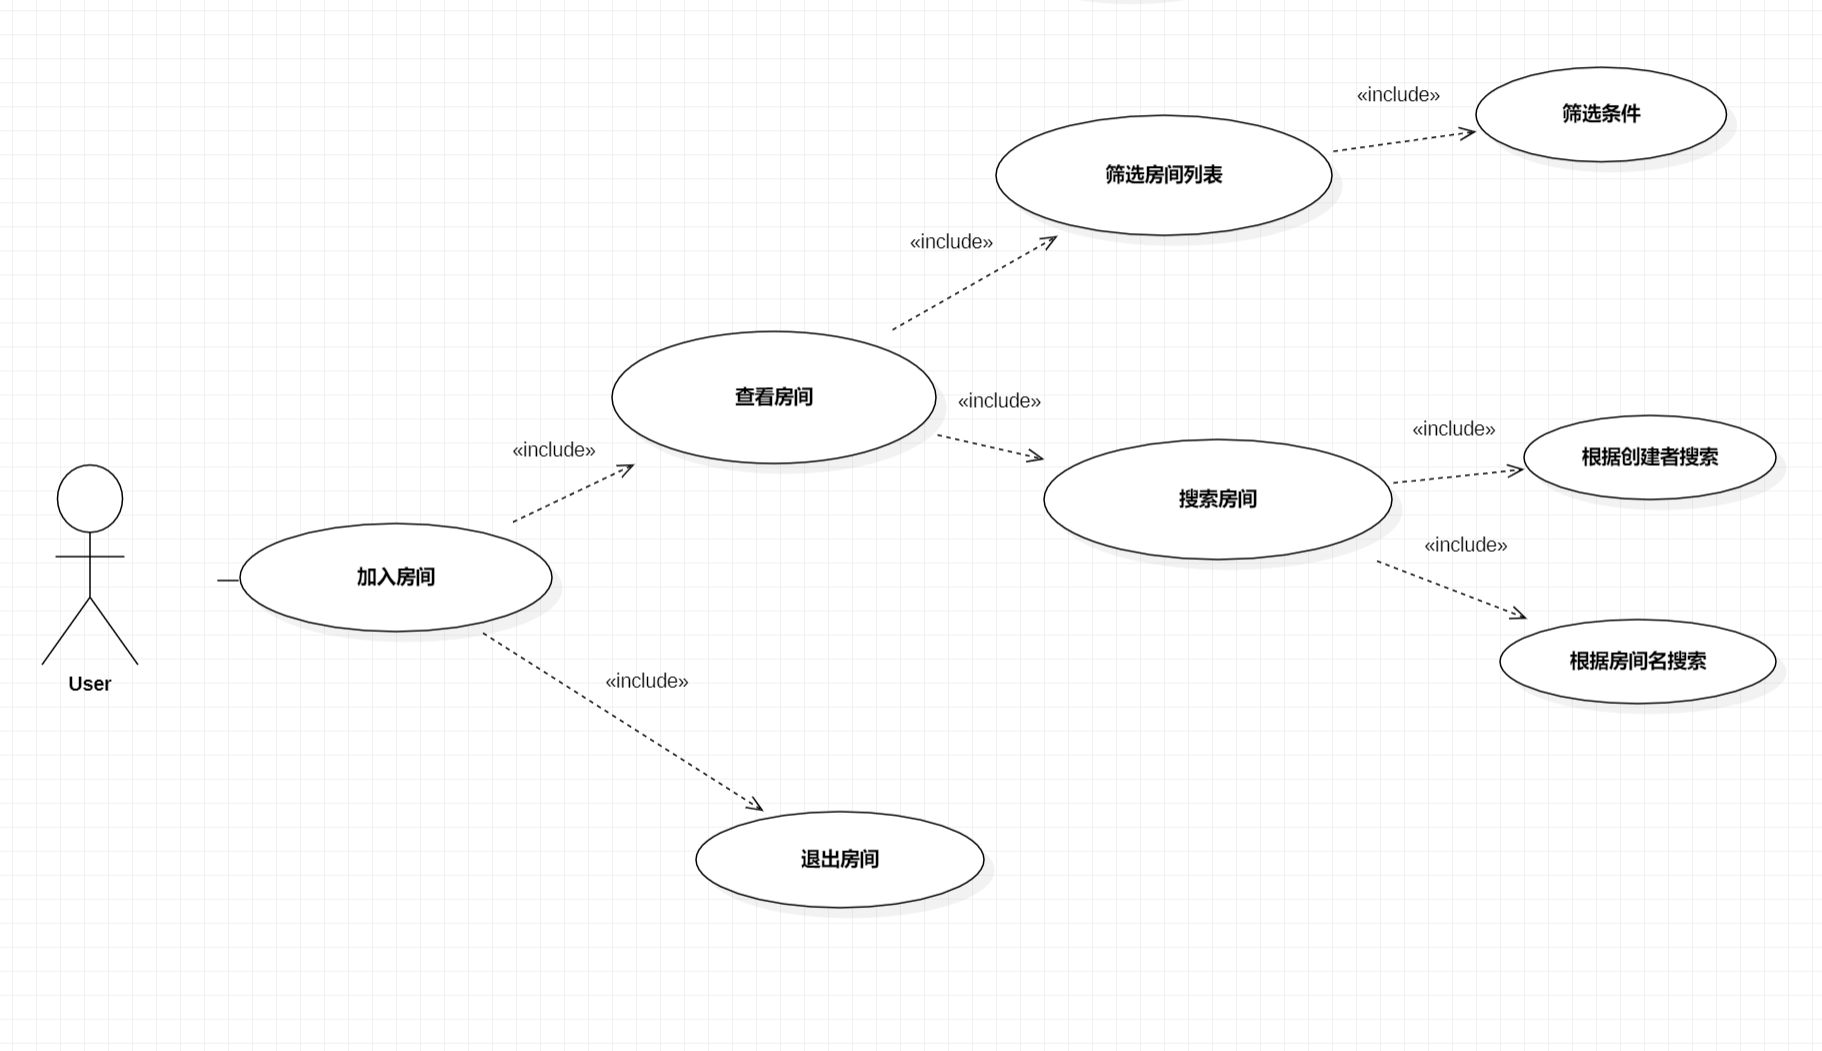 «include»
筛选条件
筛选房间列表
«include»
查看房间
«include»
«include»
«include»
根据创建者搜索
搜索房间
«include»
加入房间
根据房间名搜索
User
«include»
退出房间